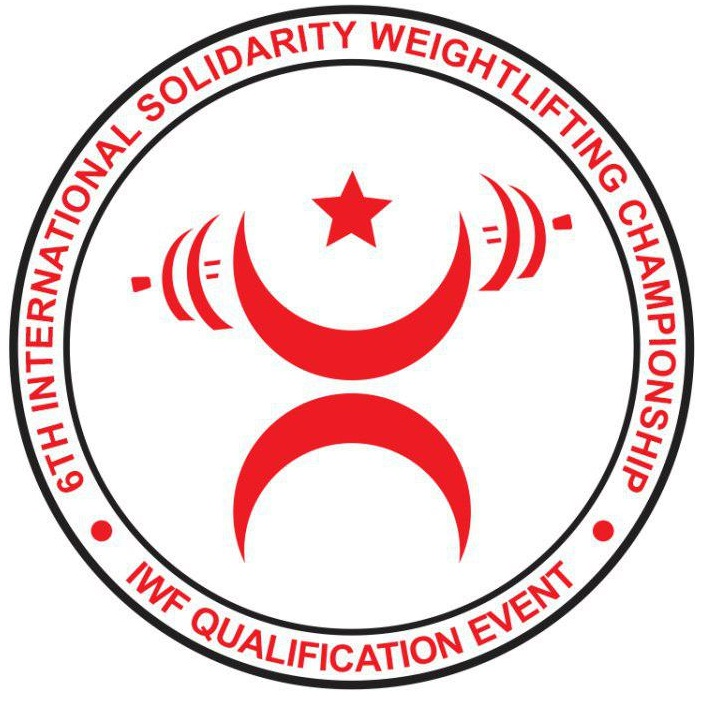 6TH INTERNATIONAL SOLIDARITY WEIGHTLIFTING CHAMPIONSHIP
IWF QUALIFICATION EVENT